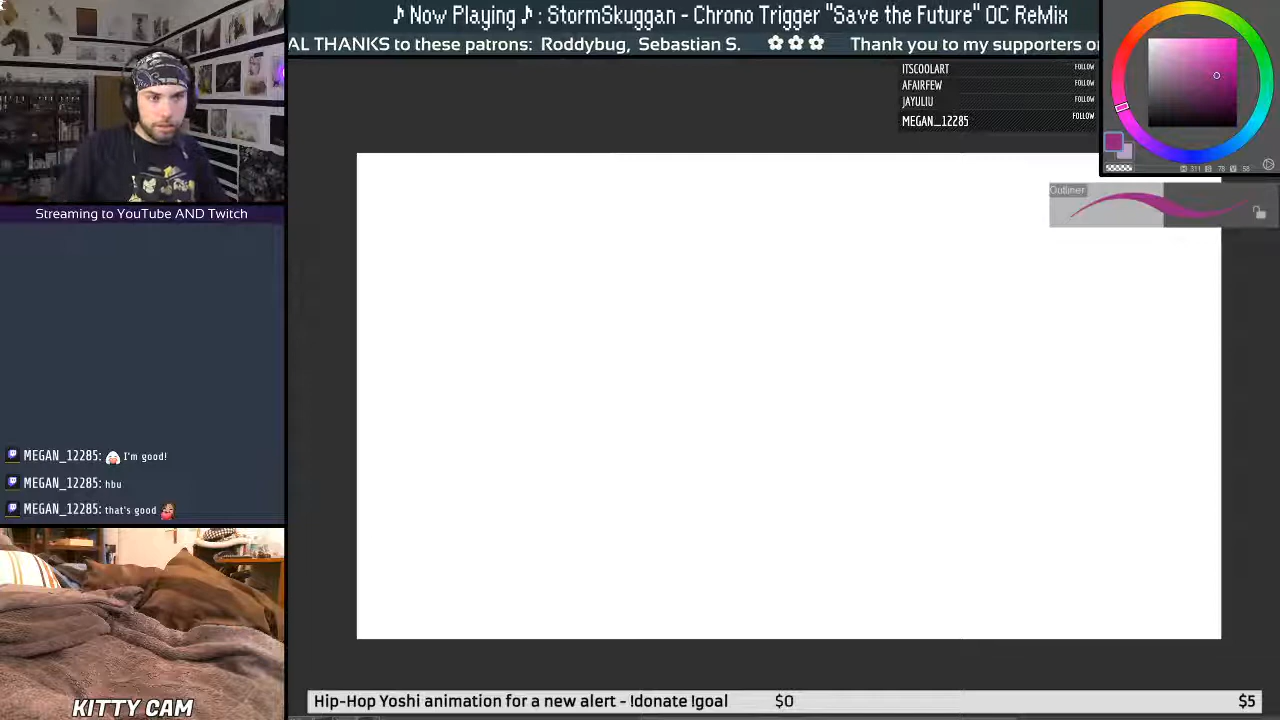 ♪ Now Playing ♪ : StormSkuggan - Chrono Trigger "Save the Future" OC ReMix
AL THANKS to these patrons: Roddybug, Sebastian S. ✿ ✿ ✿ Thank you to my supporters o
ITSCOOLART FOLLOW
AFAIRFEW FOLLOW
JAYULIU FOLLOW
MEGAN_12285 FOLLOW
Outliner
Streaming to YouTube AND Twitch
MEGAN_12285: I'm good!
MEGAN_12285: hbu
MEGAN_12285: that's good
KITTY CAM
Hip-Hop Yoshi animation for a new alert - !donate !goal $0 $5